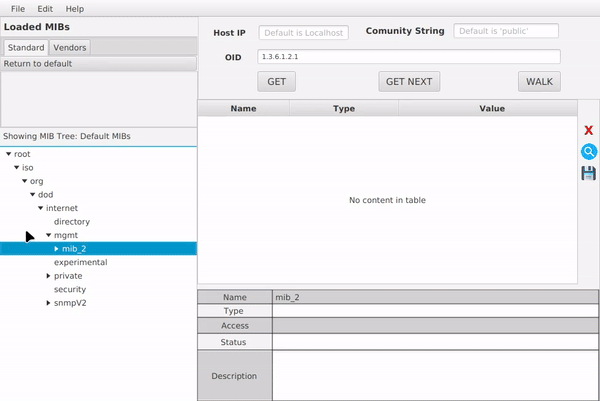 File Edit Help
Loaded MIBs
Standard Vendors
Return to default
Showing MIB Tree: Default MIBs
root
iso
org
dod
internet
directory
mgmt
mib_2
experimental
private
security
snmpV2
Host IP Default is Localhost Comunity String Default is 'public'
OID 1.3.6.1.2.1
GET GET NEXT WALK
Name Type Value
No content in table
X
Name mib_2
Type
Access
Status
Description